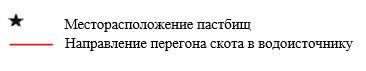 Месторасположение пастбищ
Направление перегона скота в водоисточнику